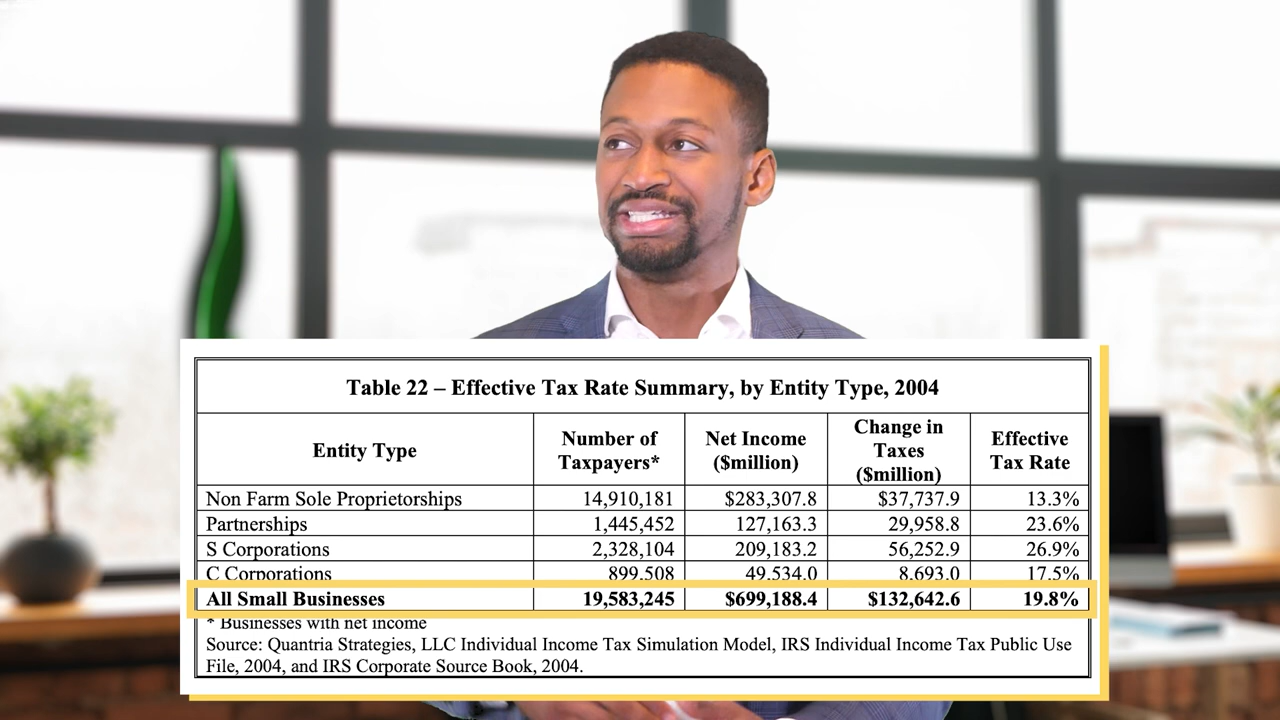 Table 22 – Effective Tax Rate Summary, by Entity Type, 2004
Entity Type Number of Taxpayers* Net Income ($million) Change in Taxes ($million) Effective Tax Rate
Non Farm Sole Proprietorships 14,910,181 $283,307.8 $37,737.9 13.3%
Partnerships 1,445,452 127,163.3 29,958.8 23.6%
S Corporations 2,328,104 209,183.2 56,252.9 26.9%
C Corporations 899,508 49,534.0 8,693.0 17.5%
All Small Businesses 19,583,245 $699,188.4 $132,642.6 19.8%
* Businesses with net income
Source: Quantria Strategies, LLC Individual Income Tax Simulation Model, IRS Individual Income Tax Public Use
File, 2004, and IRS Corporate Source Book, 2004.